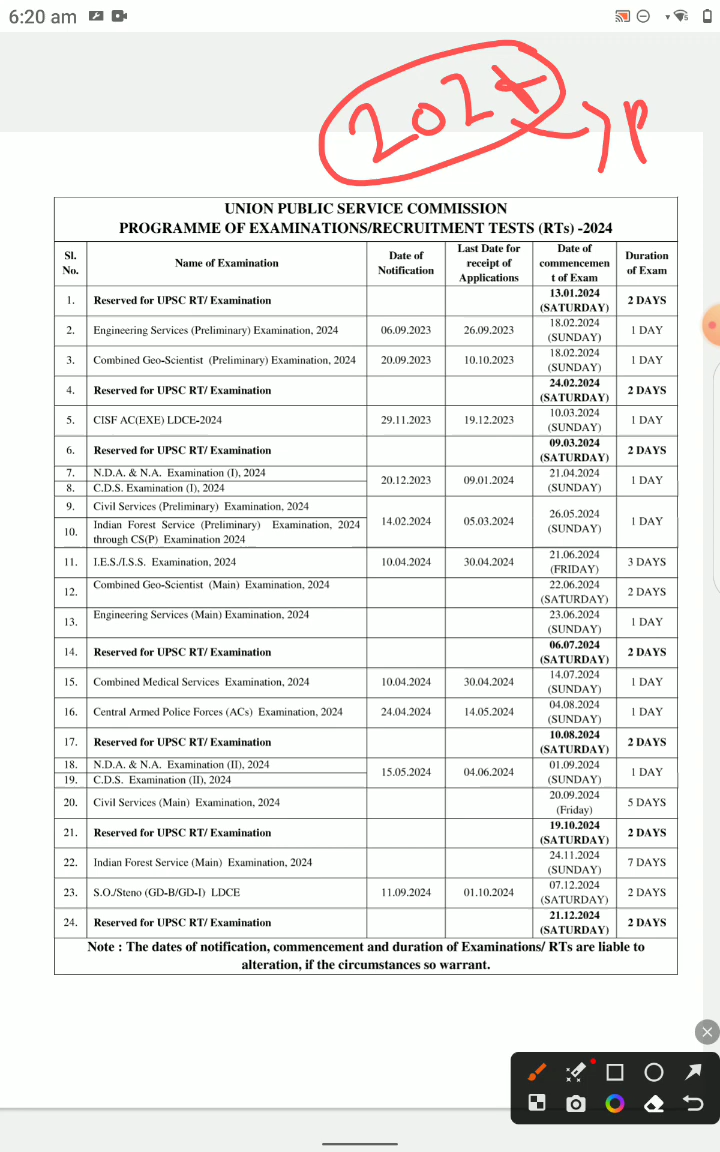 6:20 am
2024
UNION PUBLIC SERVICE COMMISSION
PROGRAMME OF EXAMINATIONS/RECRUITMENT TESTS (RTs) -2024
Sl. No. Name of Examination Date of Notification Last Date for receipt of Applications Date of commencemen t of Exam Duration of Exam
1. Reserved for UPSC RT/ Examination 13.01.2024 (SATURDAY) 2 DAYS
2. Engineering Services (Preliminary) Examination, 2024 06.09.2023 26.09.2023 18.02.2024 (SUNDAY) 1 DAY
3. Combined Geo-Scientist (Preliminary) Examination, 2024 20.09.2023 10.10.2023 18.02.2024 (SUNDAY) 1 DAY
4. Reserved for UPSC RT/ Examination 24.02.2024 (SATURDAY) 2 DAYS
5. CISF AC(EXE) LDCE-2024 29.11.2023 19.12.2023 10.03.2024 (SUNDAY) 1 DAY
6. Reserved for UPSC RT/ Examination 09.03.2024 (SATURDAY) 2 DAYS
7. N.D.A. & N.A. Examination (I), 2024 20.12.2023 09.01.2024 21.04.2024 (SUNDAY) 1 DAY
8. C.D.S. Examination (I), 2024
9. Civil Services (Preliminary) Examination, 2024 14.02.2024 05.03.2024 26.05.2024 (SUNDAY) 1 DAY
10. Indian Forest Service (Preliminary) Examination, 2024 through CS(P) Examination 2024
11. I.E.S./I.S.S. Examination, 2024 10.04.2024 30.04.2024 21.06.2024 (FRIDAY) 3 DAYS
12. Combined Geo-Scientist (Main) Examination, 2024 22.06.2024 (SATURDAY) 2 DAYS
13. Engineering Services (Main) Examination, 2024 23.06.2024 (SUNDAY) 1 DAY
14. Reserved for UPSC RT/ Examination 06.07.2024 (SATURDAY) 2 DAYS
15. Combined Medical Services Examination, 2024 10.04.2024 30.04.2024 14.07.2024 (SUNDAY) 1 DAY
16. Central Armed Police Forces (ACs) Examination, 2024 24.04.2024 14.05.2024 04.08.2024 (SUNDAY) 1 DAY
17. Reserved for UPSC RT/ Examination 10.08.2024 (SATURDAY) 2 DAYS
18. N.D.A. & N.A. Examination (II), 2024 15.05.2024 04.06.2024 01.09.2024 (SUNDAY) 1 DAY
19. C.D.S. Examination (II), 2024
20. Civil Services (Main) Examination, 2024 20.09.2024 (Friday) 5 DAYS
21. Reserved for UPSC RT/ Examination 19.10.2024 (SATURDAY) 2 DAYS
22. Indian Forest Service (Main) Examination, 2024 24.11.2024 (SUNDAY) 7 DAYS
23. S.O./Steno (GD-B/GD-I) LDCE 11.09.2024 01.10.2024 07.12.2024 (SATURDAY) 2 DAYS
24. Reserved for UPSC RT/ Examination 21.12.2024 (SATURDAY) 2 DAYS
Note : The dates of notification, commencement and duration of Examinations/ RTs are liable to
alteration, if the circumstances so warrant.